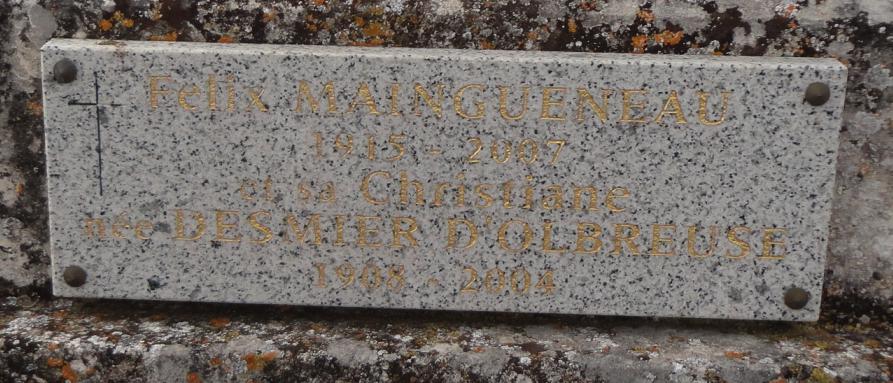 Felix MAINGUENEAU
1915 - 2007
et sa Christiane
née DESMIER D'OLBREUSE
1908 - 2004